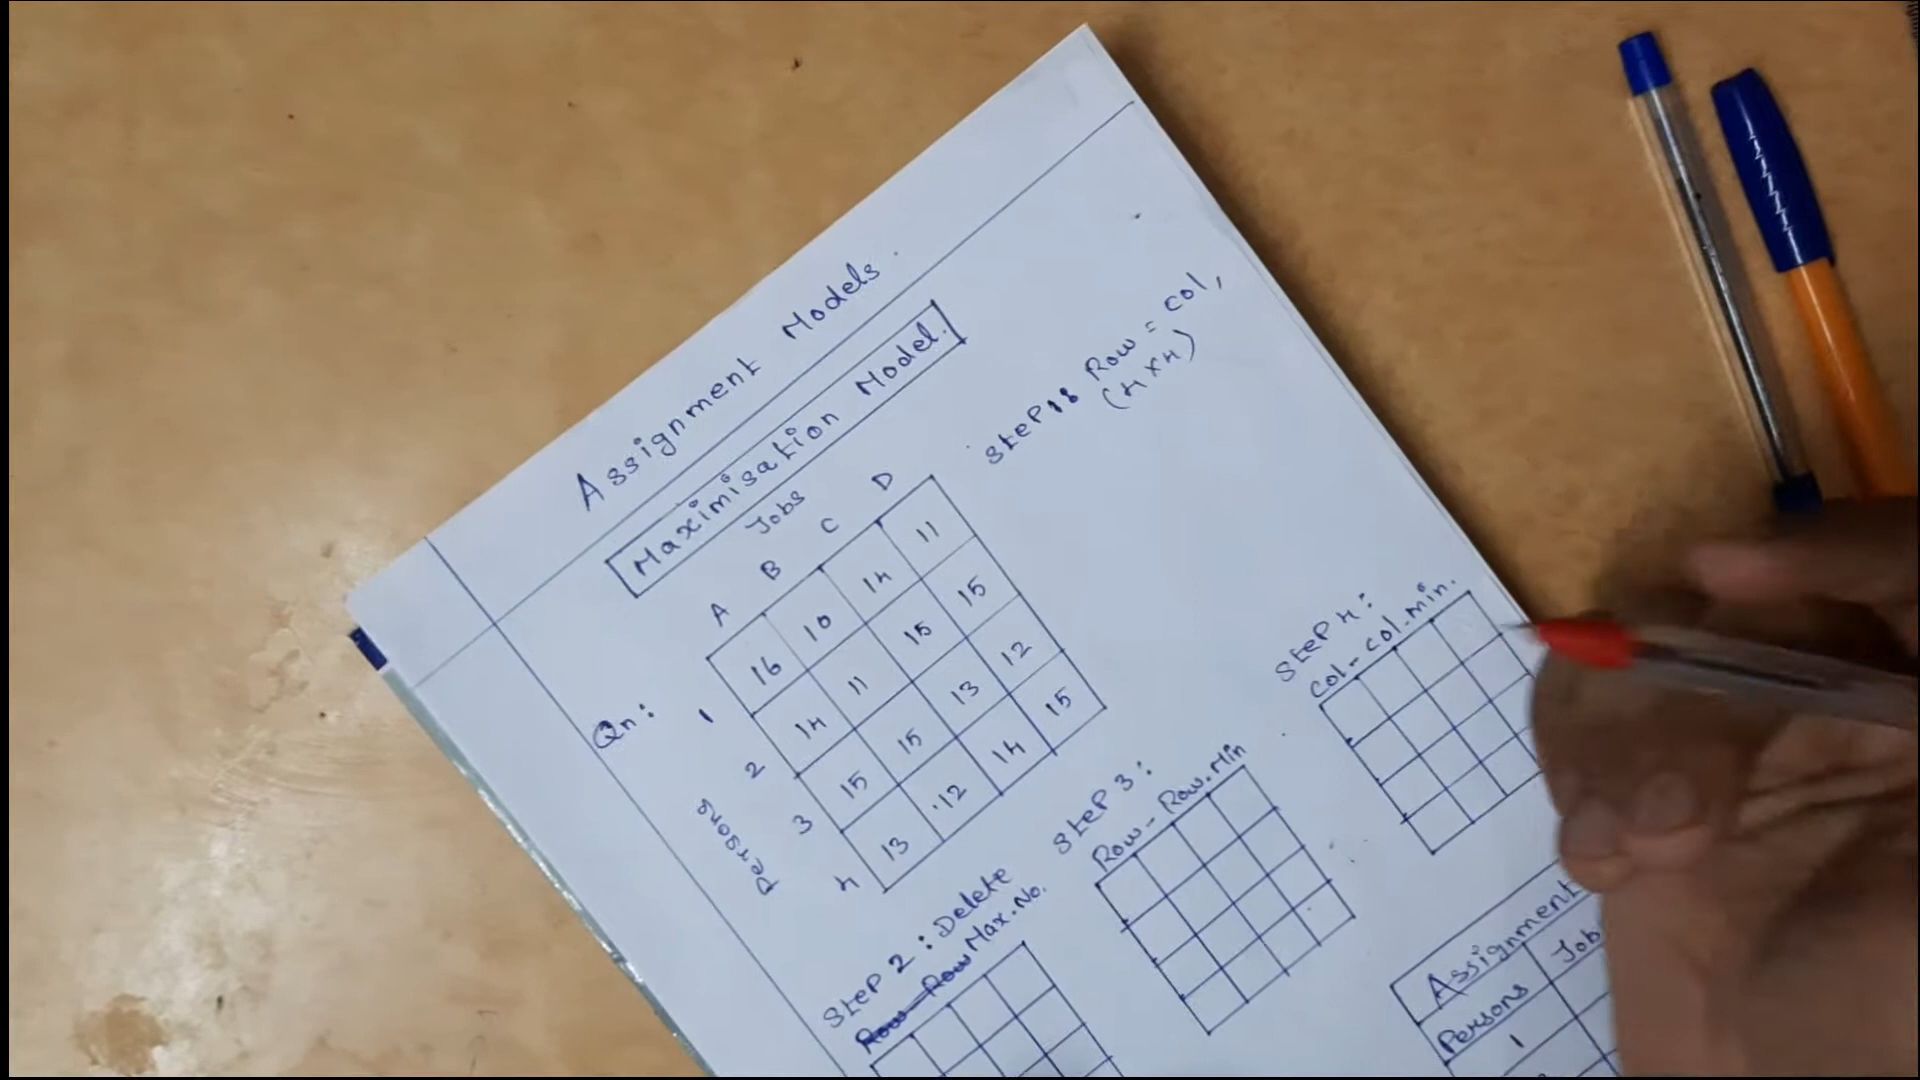 Assignment Models.
Maximisation Model.
Jobs
A B C D
Qn:
Persons
1 16 10 14 11
2 14 11 15 15
3 15 15 13 12
4 13 12 14 15
Step 1: Row = Col,
(4×4)
Step 2: Delete
Row - Row Max. No.
Step 3:
Row - Row. Min
Step 4:
Col - Col. Min.
Assignment
Persons Job
1